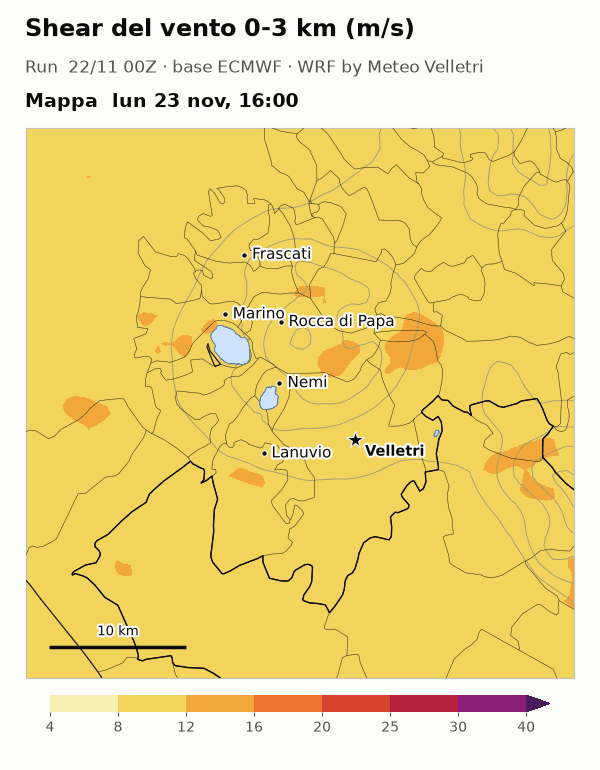 Shear del vento 0-3 km (m/s)
Run  22/11 00Z · base ECMWF · WRF by Meteo Velletri
Mappa  lun 23 nov, 16:00
Frascati
Marino
Rocca di Papa
Nemi
Velletri
Lanuvio
10 km
4 8 12 16 20 25 30 40